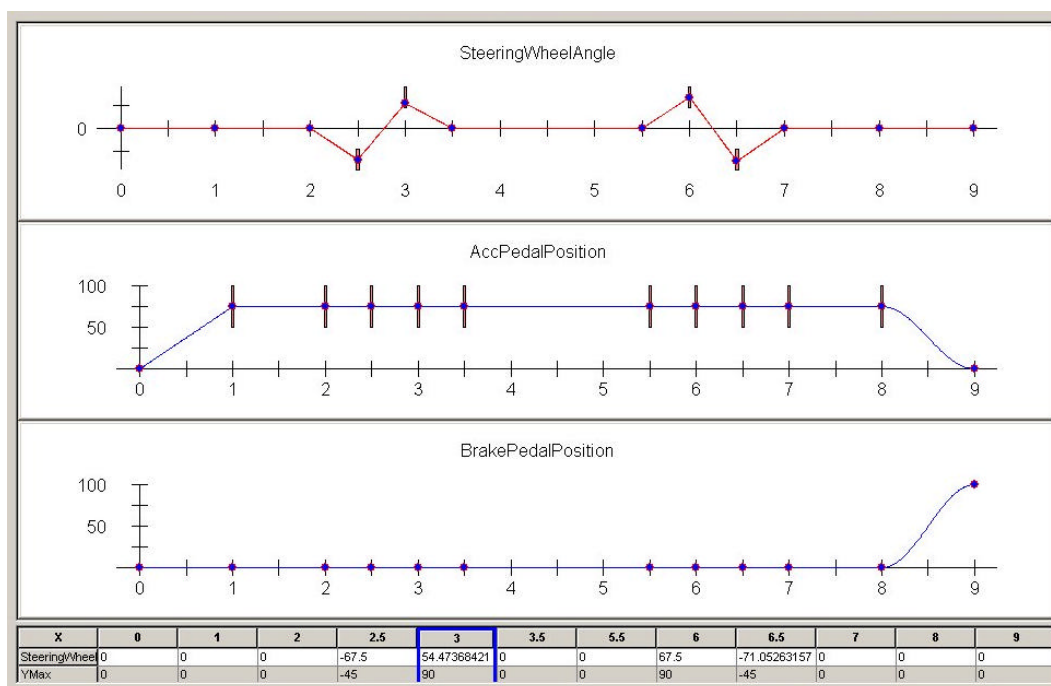 SteeringWheelAngle
0
0 1 2 3 4 5 6 7 8 9
AccPedalPosition
100
50
0 1 2 3 4 5 6 7 8 9
BrakePedalPosition
100
50
0 1 2 3 4 5 6 7 8 9
X 0 1 2 2.5 3 3.5 5.5 6 6.5 7 8 9
SteeringWheel 0 0 0 -67.5 54.47368421 0 0 67.5 -71.05263157 0 0 0
YMax 0 0 0 -45 90 0 0 90 -45 0 0 0